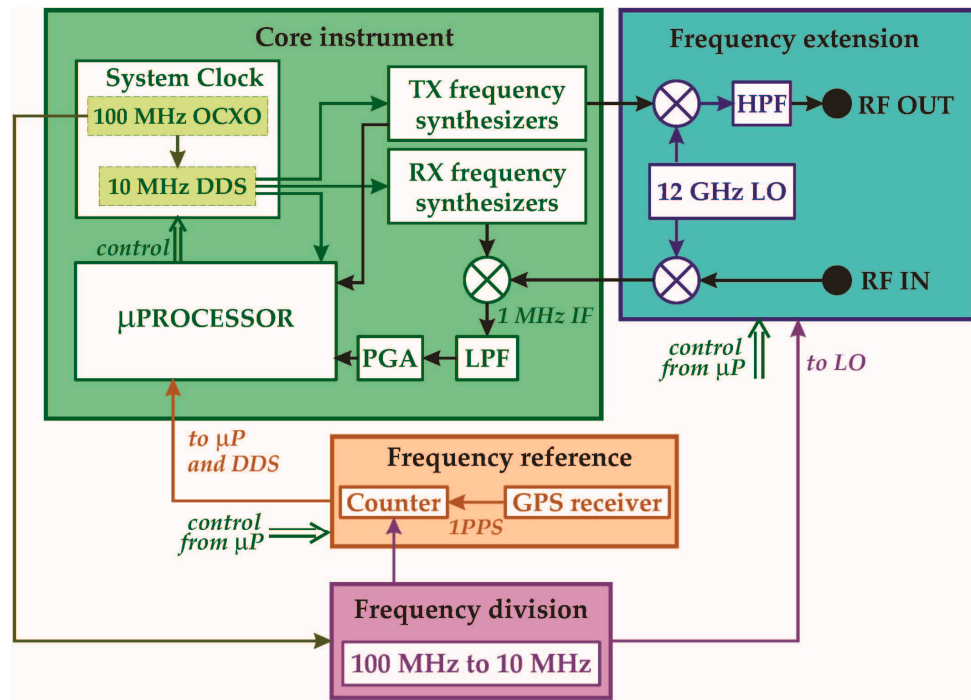 Core instrument
System Clock
100 MHz OCXO
10 MHz DDS
control
TX frequency
synthesizers
RX frequency
synthesizers
µPROCESSOR
1 MHz IF
PGA
LPF
Frequency extension
HPF
RF OUT
12 GHz LO
RF IN
control
from µP
to LO
to µP
and DDS
Frequency reference
Counter
GPS receiver
1PPS
control
from µP
Frequency division
100 MHz to 10 MHz